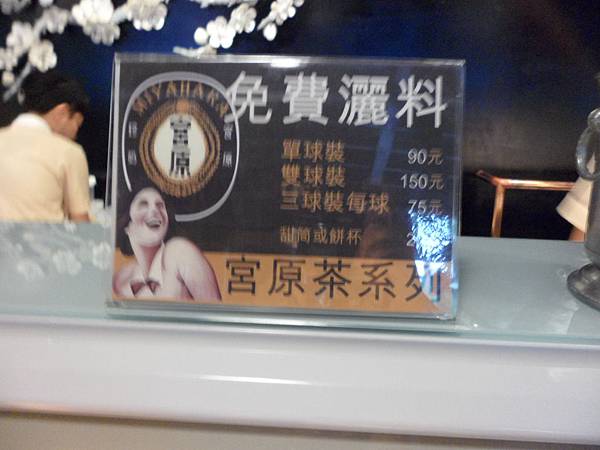 MIYAHARA
宮原
免費灑料
單球裝 90元
雙球裝 150元
三球裝每球 75元
甜筒或餅杯
宮原茶系列